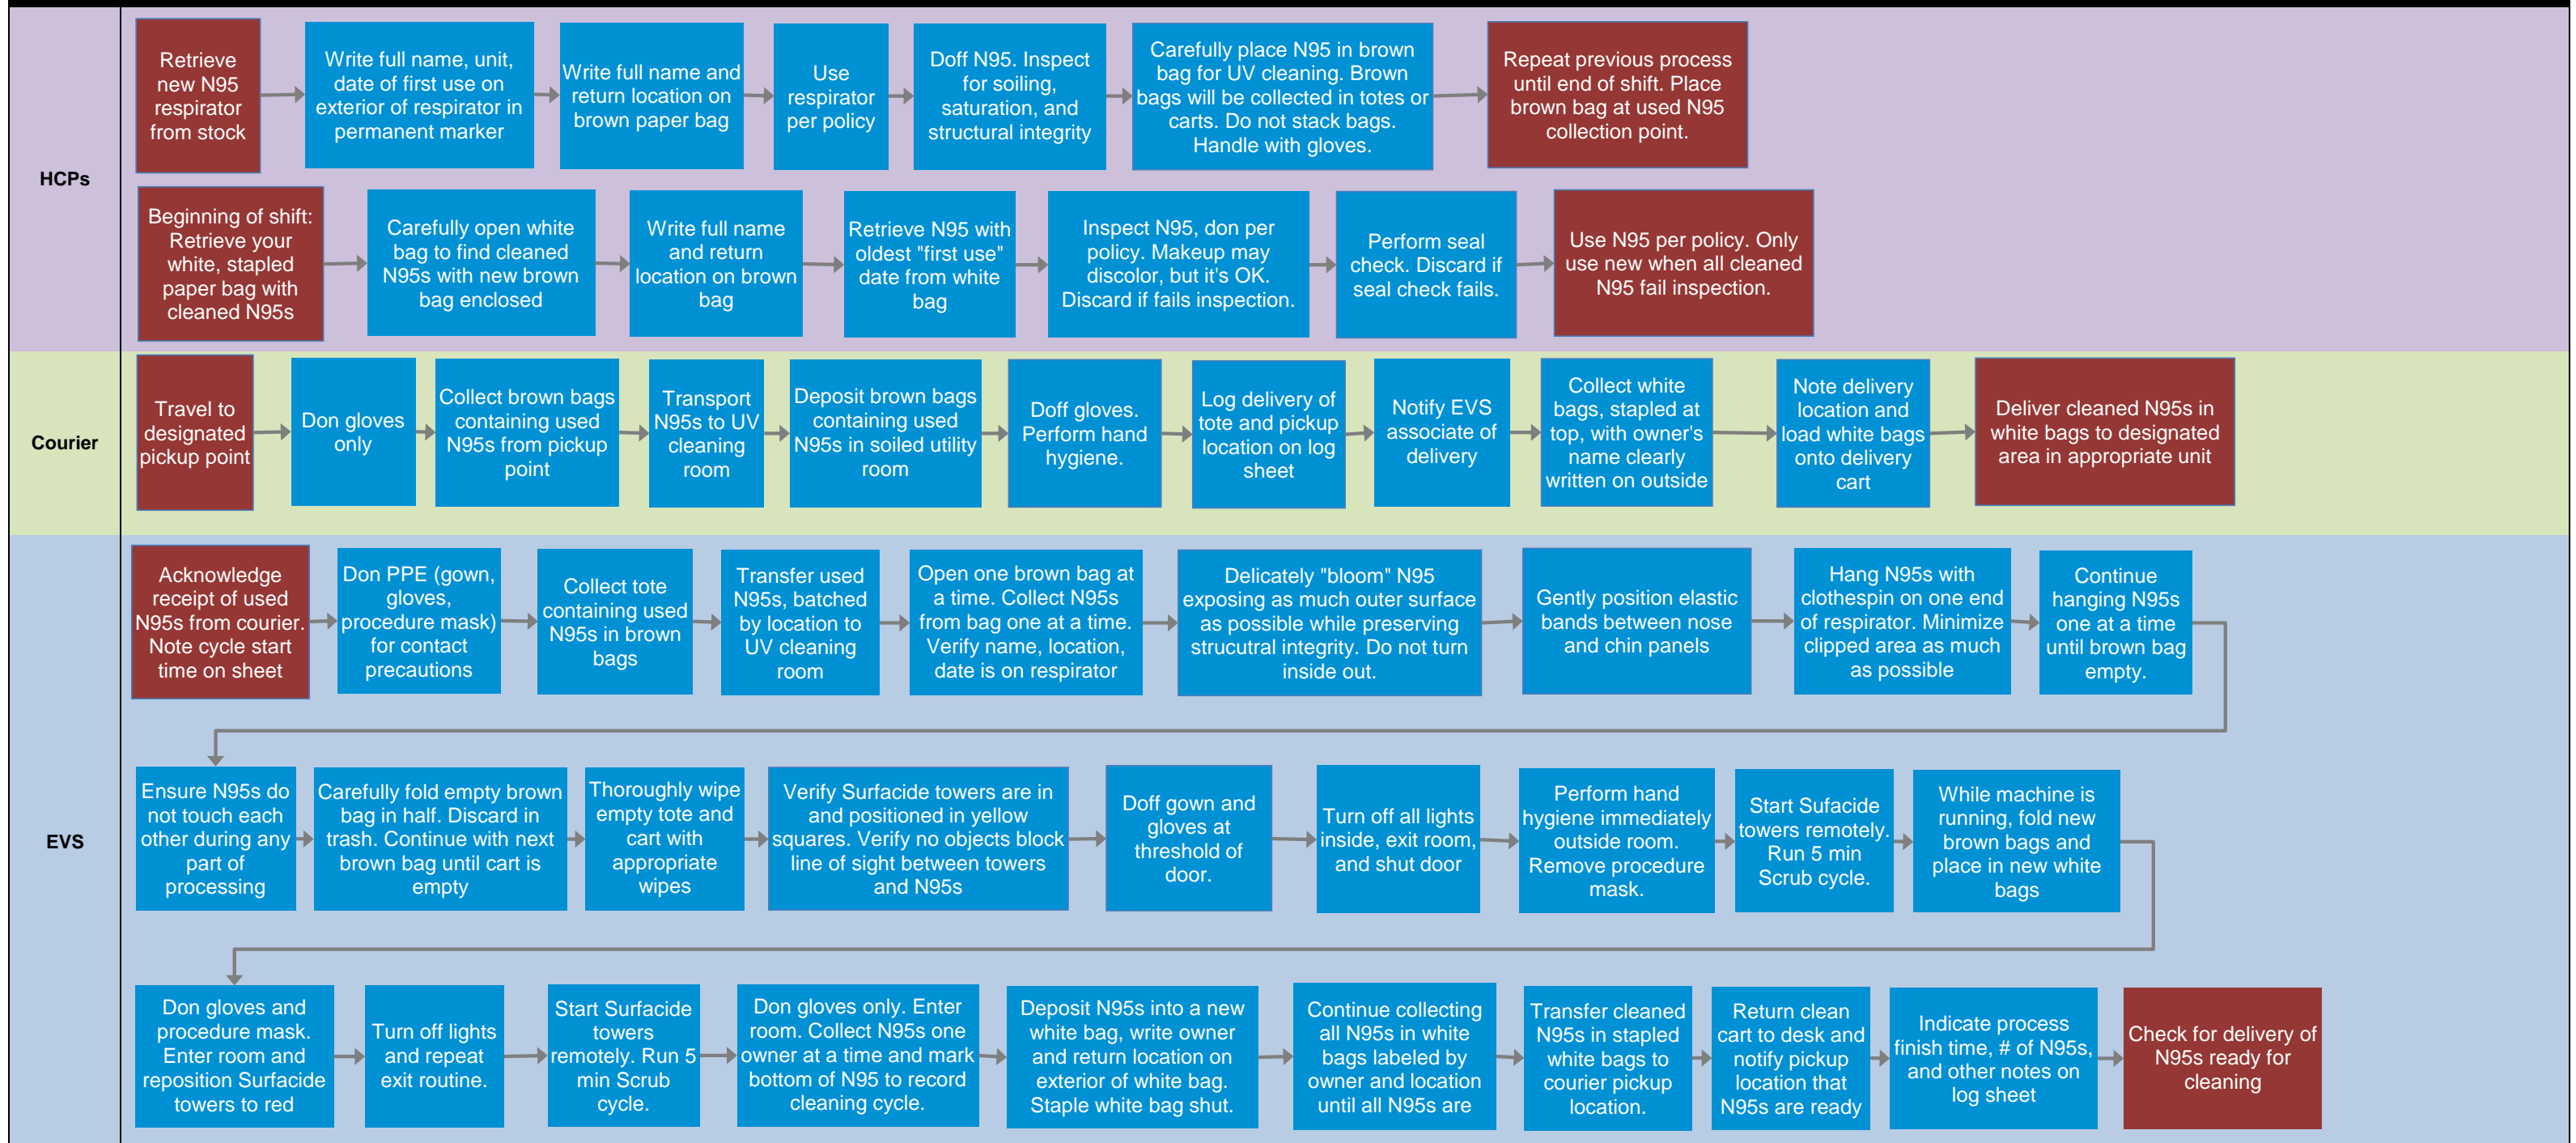 HCPs
Retrieve
new N95
respirator
from stock
Write full name, unit,
date of first use on
exterior of respirator in
permanent marker
Write full name and
return location on
brown paper bag
Use
respirator
per policy
Doff N95. Inspect
for soiling,
saturation, and
structural integrity
Carefully place N95 in brown
bag for UV cleaning. Brown
bags will be collected in totes or
carts. Do not stack bags.
Handle with gloves.
Repeat previous process
until end of shift. Place
brown bag at used N95
collection point.
Beginning of shift:
Retrieve your
white, stapled
paper bag with
cleaned N95s
Carefully open white
bag to find cleaned
N95s with new brown
bag enclosed
Write full name
and return
location on brown
bag
Retrieve N95 with
oldest "first use"
date from white
bag
Inspect N95, don per
policy. Makeup may
discolor, but it's OK.
Discard if fails inspection.
Perform seal
check. Discard if
seal check fails.
Use N95 per policy. Only
use new when all cleaned
N95 fail inspection.
Courier
Travel to
designated
pickup point
Don gloves
only
Collect brown bags
containing used
N95s from pickup
point
Transport
N95s to UV
cleaning
room
Deposit brown bags
containing used
N95s in soiled utility
room
Doff gloves.
Perform hand
hygiene.
Log delivery of
tote and pickup
location on log
sheet
Notify EVS
associate of
delivery
Collect white
bags, stapled at
top, with owner's
name clearly
written on outside
Note delivery
location and
load white bags
onto delivery
cart
Deliver cleaned N95s in
white bags to designated
area in appropriate unit
EVS
Acknowledge
receipt of used
N95s from courier.
Note cycle start
time on sheet
Don PPE (gown,
gloves,
procedure mask)
for contact
precautions
Collect tote
containing used
N95s in brown
bags
Transfer used
N95s, batched
by location to
UV cleaning
room
Open one brown bag at
a time. Collect N95s
from bag one at a time.
Verify name, location,
date is on respirator
Delicately "bloom" N95
exposing as much outer surface
as possible while preserving
strucutral integrity. Do not turn
inside out.
Gently position elastic
bands between nose
and chin panels
Hang N95s with
clothespin on one end
of respirator. Minimize
clipped area as much
as possible
Continue
hanging N95s
one at a time
until brown bag
empty.
Ensure N95s do
not touch each
other during any
part of
processing
Carefully fold empty brown
bag in half. Discard in
trash. Continue with next
brown bag until cart is
empty
Thoroughly wipe
empty tote and
cart with
appropriate
wipes
Verify Surfacide towers are in
and positioned in yellow
squares. Verify no objects block
line of sight between towers
and N95s
Doff gown and
gloves at
threshold of
door.
Turn off all lights
inside, exit room,
and shut door
Perform hand
hygiene immediately
outside room.
Remove procedure
mask.
Start Sufacide
towers remotely.
Run 5 min
Scrub cycle.
While machine is
running, fold new
brown bags and
place in new white
bags
Don gloves and
procedure mask.
Enter room and
reposition Surfacide
towers to red
Turn off lights
and repeat
exit routine.
Start Surfacide
towers
remotely. Run 5
min Scrub
cycle.
Don gloves only. Enter
room. Collect N95s one
owner at a time and mark
bottom of N95 to record
cleaning cycle.
Deposit N95s into a new
white bag, write owner
and return location on
exterior of white bag.
Staple white bag shut.
Continue collecting
all N95s in white
bags labeled by
owner and location
until all N95s are
Transfer cleaned
N95s in stapled
white bags to
courier pickup
location.
Return clean
cart to desk and
notify pickup
location that
N95s are ready
Indicate process
finish time, # of N95s,
and other notes on
log sheet
Check for delivery of
N95s ready for
cleaning